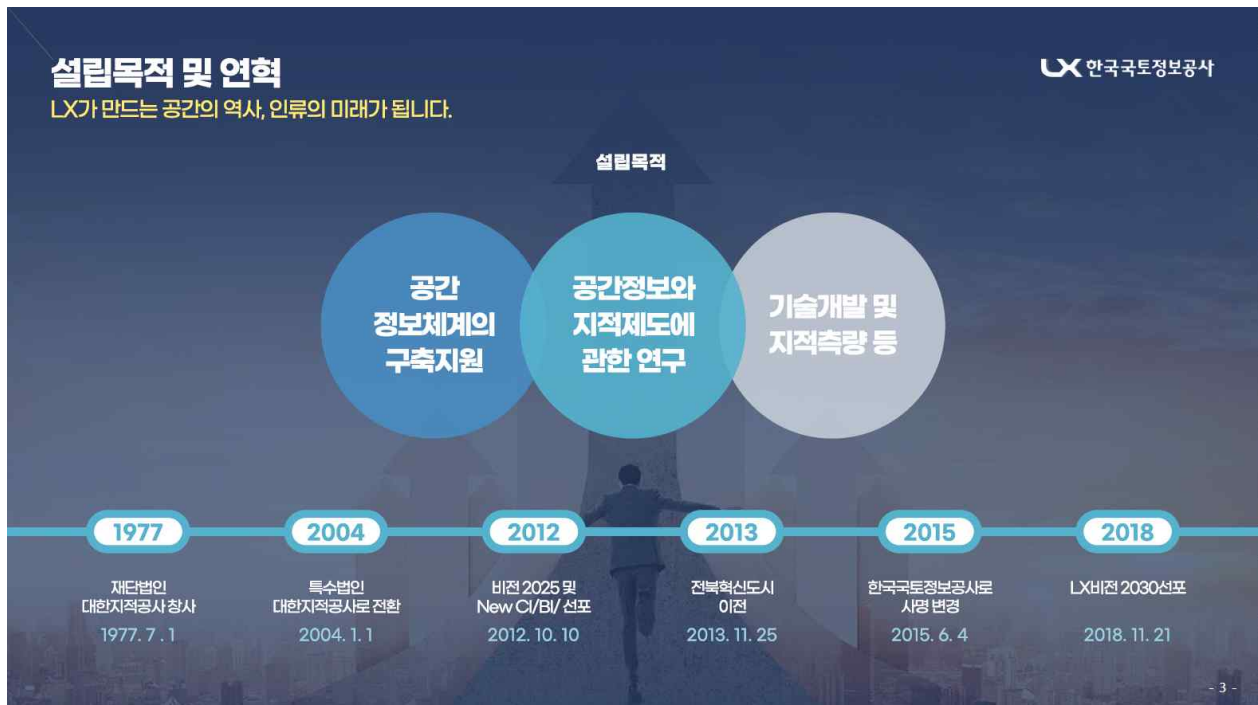 설립목적 및 연혁
LX 한국국토정보공사
LX가 만드는 공간의 역사, 인류의 미래가 됩니다.
설립목적
공간
정보체계의
구축지원
공간정보와
지적제도에
관한 연구
기술개발 및
지적측량 등
1977
재단법인
대한지적공사 창사
1977. 7 . 1
2004
특수법인
대한지적공사로 전환
2004. 1. 1
2012
비전 2025 및
New CI/BI/ 선포
2012. 10. 10
2013
전북혁신도시
이전
2013. 11. 25
2015
한국국토정보공사로
사명 변경
2015. 6. 4
2018
LX비전 2030선포
2018. 11. 21
- 3 -